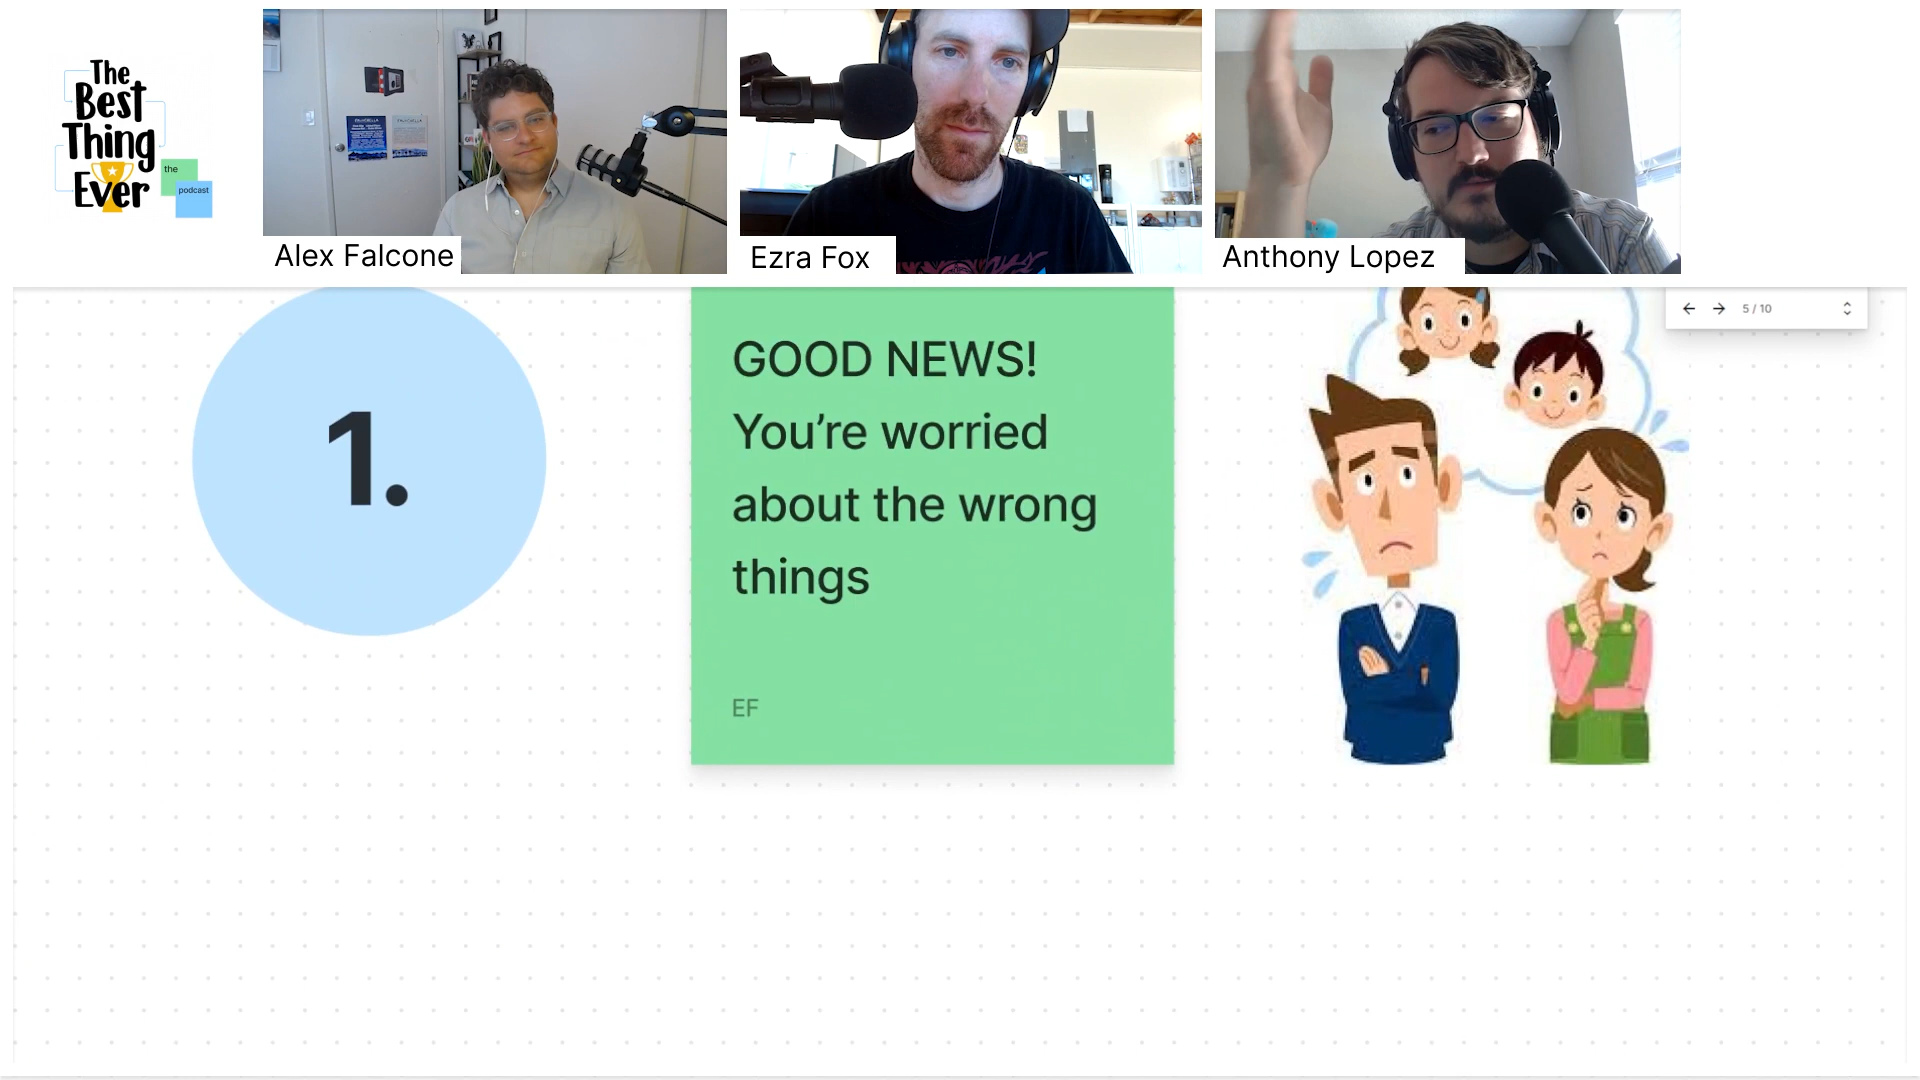 The
Best
Thing
Ever
the
podcast
Alex Falcone
Ezra Fox
Anthony Lopez
5 / 10
1.
GOOD NEWS!
You’re worried
about the wrong
things
EF